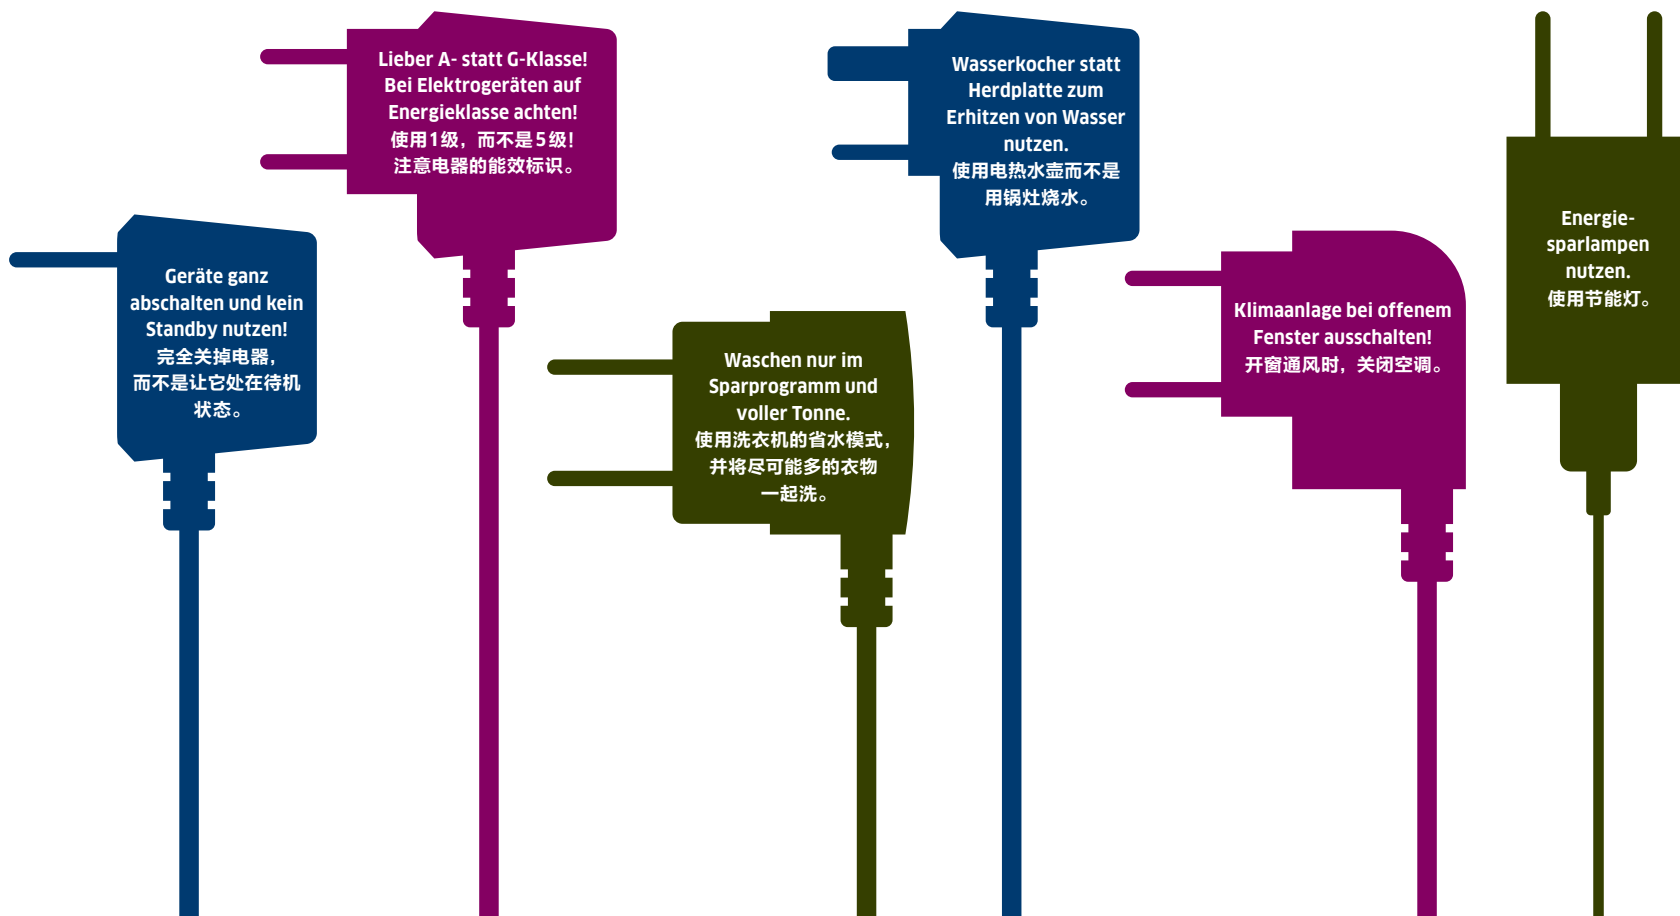 Geräte ganz
abschalten und kein
Standby nutzen!
完全关掉电器，
而不是让它处在待机
状态。
Lieber A- statt G-Klasse!
Bei Elektrogeräten auf
Energieklasse achten!
使用1级，而不是5级！
注意电器的能效标识。
Waschen nur im
Sparprogramm und
voller Tonne.
使用洗衣机的省水模式，
并将尽可能多的衣物
一起洗。
Wasserkocher statt
Herdplatte zum
Erhitzen von Wasser
nutzen.
使用电热水壶而不是
用锅灶烧水。
Klimaanlage bei offenem
Fenster ausschalten!
开窗通风时，关闭空调。
Energie-
sparlampen
nutzen.
使用节能灯。